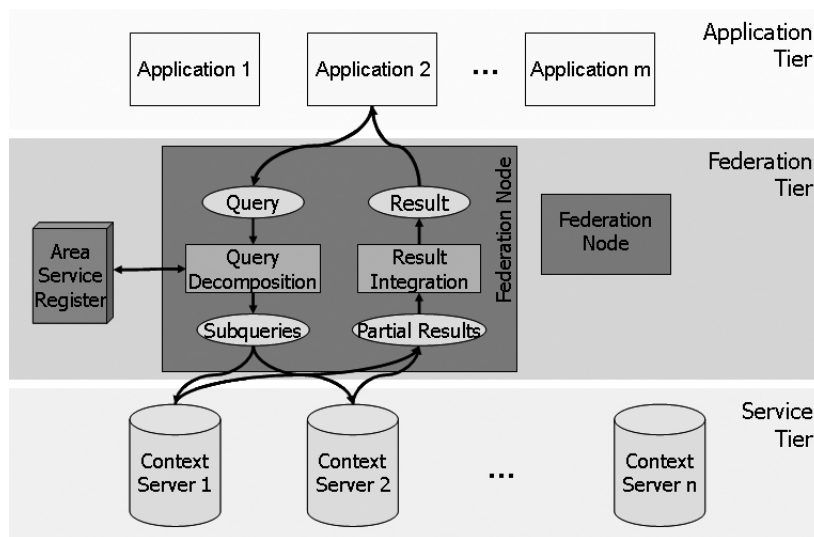 Application
Tier
Application 1
Application 2
...
Application m
Federation
Tier
Federation Node
Query
Result
Federation
Node
Area
Service
Register
Query
Decomposition
Result
Integration
Subqueries
Partial Results
Service
Tier
Context
Server 1
Context
Server 2
...
Context
Server n